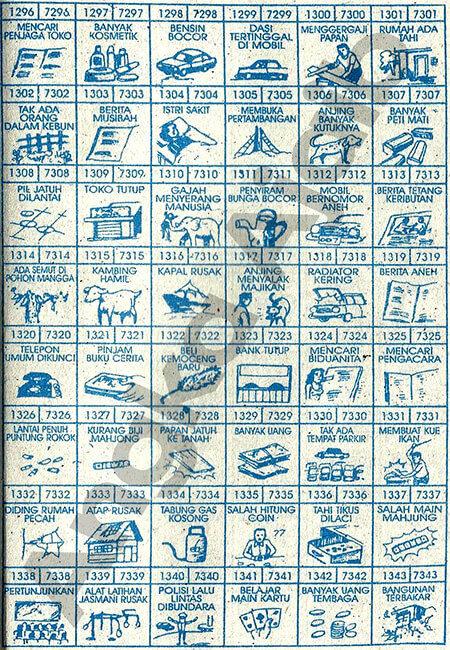 1296 7296
MENCARI
PENJAGA TOKO
1297 7297
BANYAK
KOSMETIK
1298 7298
BENSIN
BOCOR
1299 7299
DASI
TERTINGGAL
DI MOBIL
1300 7300
MENGGERGAJI
PAPAN
1301 7301
RUMAH ADA
TAHI
1302 7302
TAK ADA
ORANG
DALAM KEBUN
1303 7303
BERITA
MUSIBAH
1304 7304
ISTRI SAKIT
1305 7305
MEMBUKA
PERTAMBANGAN
1306 7306
ANJING
BANYAK
KUTUKNYA
1307 7307
BANYAK
PETI MATI
1308 7308
PIL JATUH
DILANTAI
1309 7309
TOKO TUTUP
1310 7310
GAJAH
MENYERANG
MANUSIA
1311 7311
PENYIRAM
BUNGA BOCOR
1312 7312
MOBIL
BERNOMOR
ANEH
1313 7313
BERITA TETANG
KERIBUTAN
1314 7314
ADA SEMUT DI
POHON MANGGA
1315 7315
KAMBING
HAMIL
1316 7316
KAPAL RUSAK
1317 7317
ANJING
MENYALAK
MAJIKAN
1318 7318
RADIATOR
KERING
1319 7319
BERITA ANEH
1320 7320
TELEPON
UMUM DIKUNCI
1321 7321
PINJAM
BUKU CERITA
1322 7322
BELI
KEMOCENG
BARU
1323 7323
BANK TUTUP
1324 7324
MENCARI
BIDUANITA
1325 7325
MENCARI
PENGACARA
1326 7326
LANTAI PENUH
PUNTUNG ROKOK
1327 7327
KURANG BIJI
MAHJONG
1328 7328
PAPAN JATUH
KE TANAH
1329 7329
BANYAK UANG
1330 7330
TAK ADA
TEMPAT PARKIR
1331 7331
MEMBUAT KUE
IKAN
1332 7332
DIDING RUMAH
PECAH
1333 7333
ATAP RUSAK
1334 7334
TABUNG GAS
KOSONG
1335 7335
SALAH HITUNG
COIN
1336 7336
TAHI TIKUS
DILACI
1337 7337
SALAH MAIN
MAHJUNG
1338 7338
PERTUNJUNKAN
1339 7339
ALAT LATIHAN
JASMANI RUSAK
1340 7340
POLISI LALU
LINTAS
DIBUNDARA
1341 7341
BELAJAR
MAIN KARTU
1342 7342
BANYAK UANG
TEMBAGA
1343 7343
BANGUNAN
TERBAKAR